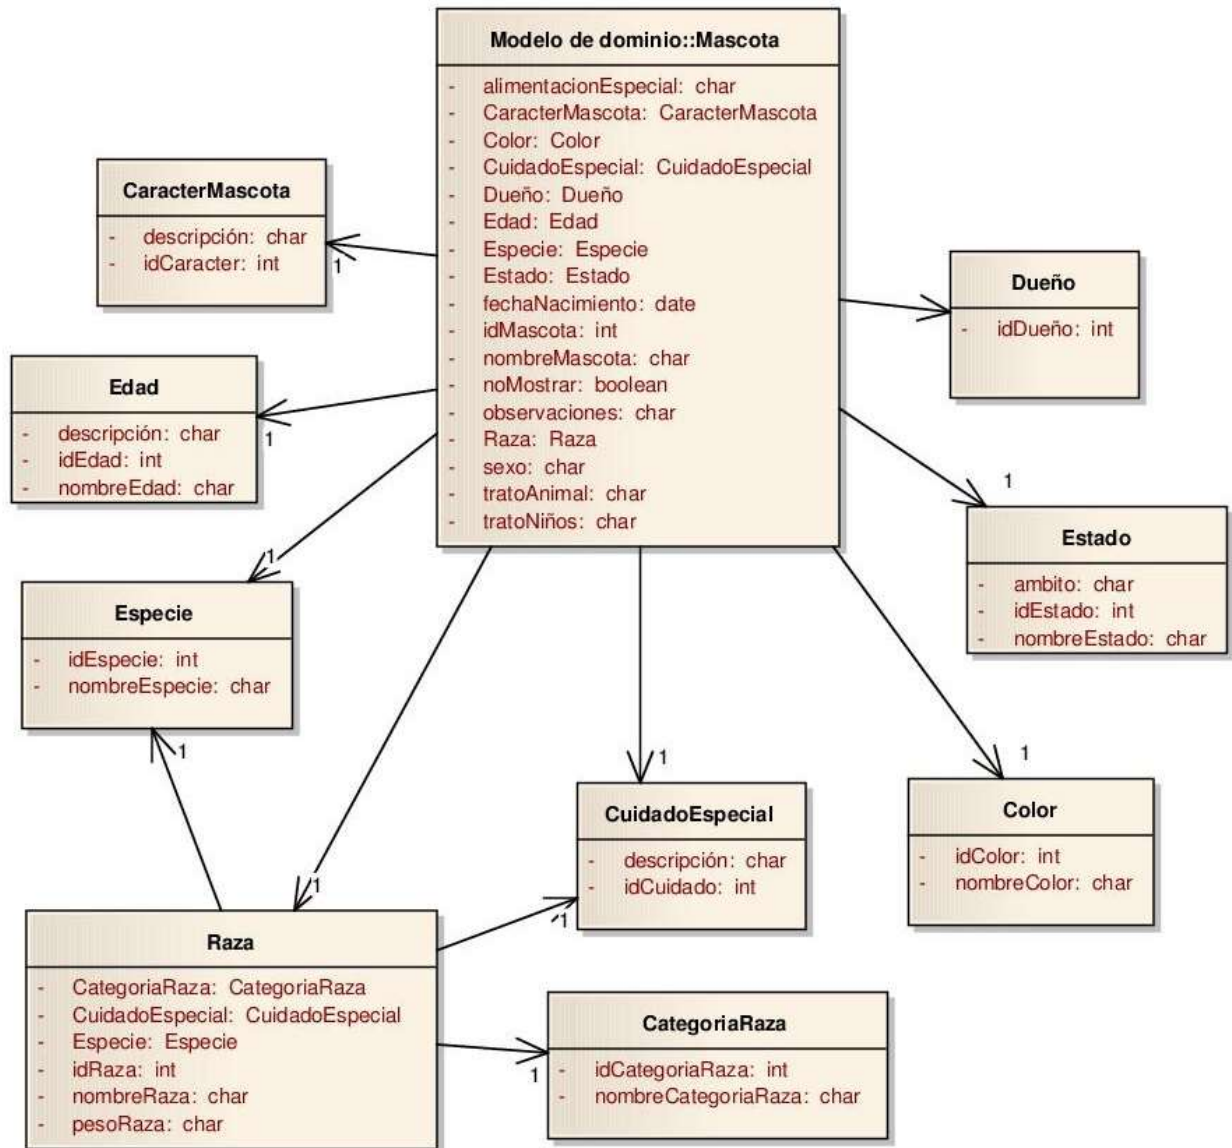 Modelo de dominio::Mascota
- alimentacionEspecial: char
- CaracterMascota: CaracterMascota
- Color: Color
- CuidadoEspecial: CuidadoEspecial
- Dueño: Dueño
- Edad: Edad
- Especie: Especie
- Estado: Estado
- fechaNacimiento: date
- idMascota: int
- nombreMascota: char
- noMostrar: boolean
- observaciones: char
- Raza: Raza
- sexo: char
- tratoAnimal: char
- tratoNiños: char
CaracterMascota
- descripción: char
- idCaracter: int
1
Dueño
- idDueño: int
Edad
- descripción: char
- idEdad: int
- nombreEdad: char
1
1
Estado
- ambito: char
- idEstado: int
- nombreEstado: char
1
Especie
- idEspecie: int
- nombreEspecie: char
1
1
CuidadoEspecial
- descripción: char
- idCuidado: int
1
Color
- idColor: int
- nombreColor: char
1
1
Raza
- CategoriaRaza: CategoriaRaza
- CuidadoEspecial: CuidadoEspecial
- Especie: Especie
- idRaza: int
- nombreRaza: char
- pesoRaza: char
1
1
CategoriaRaza
- idCategoriaRaza: int
- nombreCategoriaRaza: char